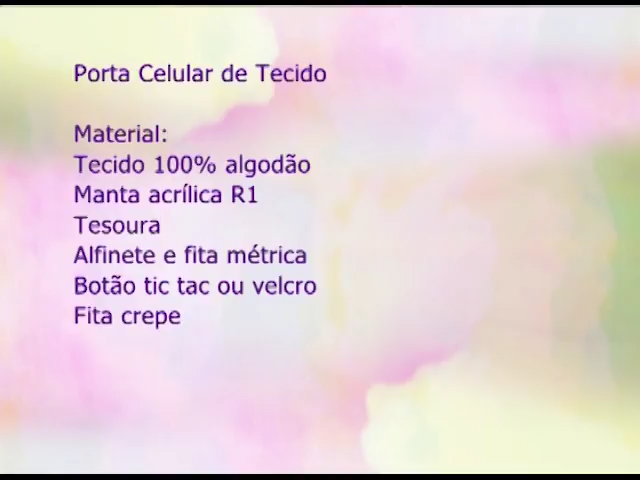 Porta Celular de Tecido
Material:
Tecido 100% algodão
Manta acrílica R1
Tesoura
Alfinete e fita métrica
Botão tic tac ou velcro
Fita crepe